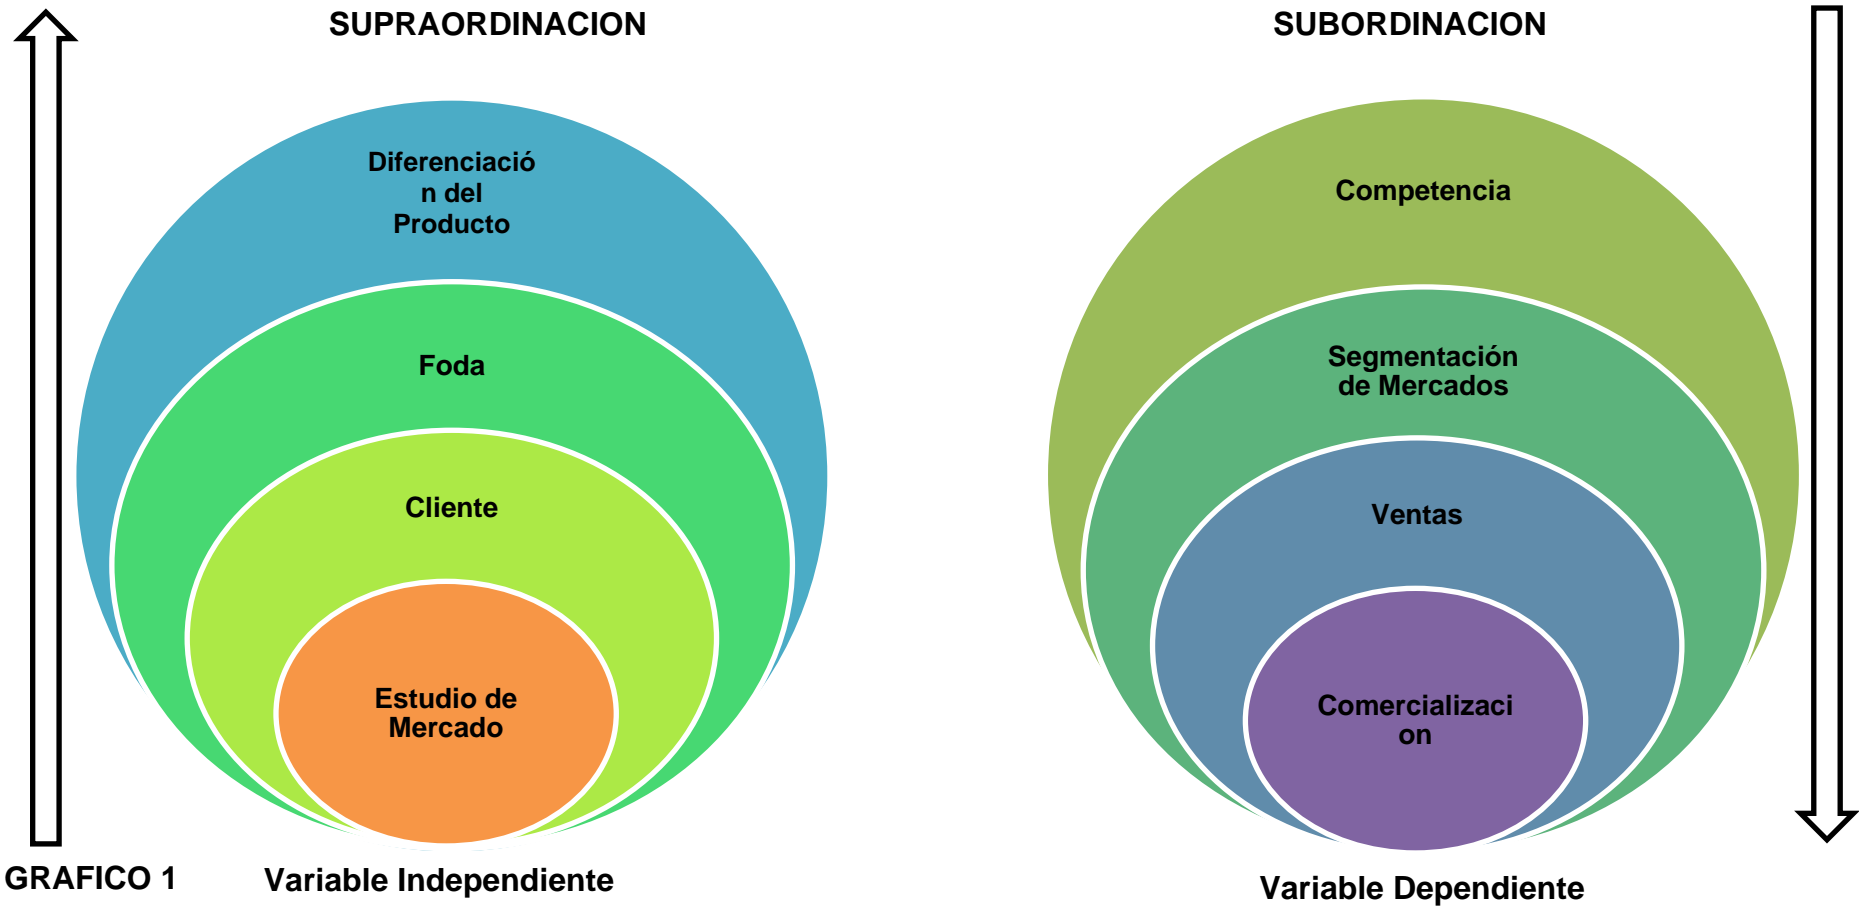 SUPRAORDINACION
Diferenciació
n del
Producto
Foda
Cliente
Estudio de
Mercado
GRAFICO 1
Variable Independiente
SUBORDINACION
Competencia
Segmentación
de Mercados
Ventas
Comercializaci
on
Variable Dependiente